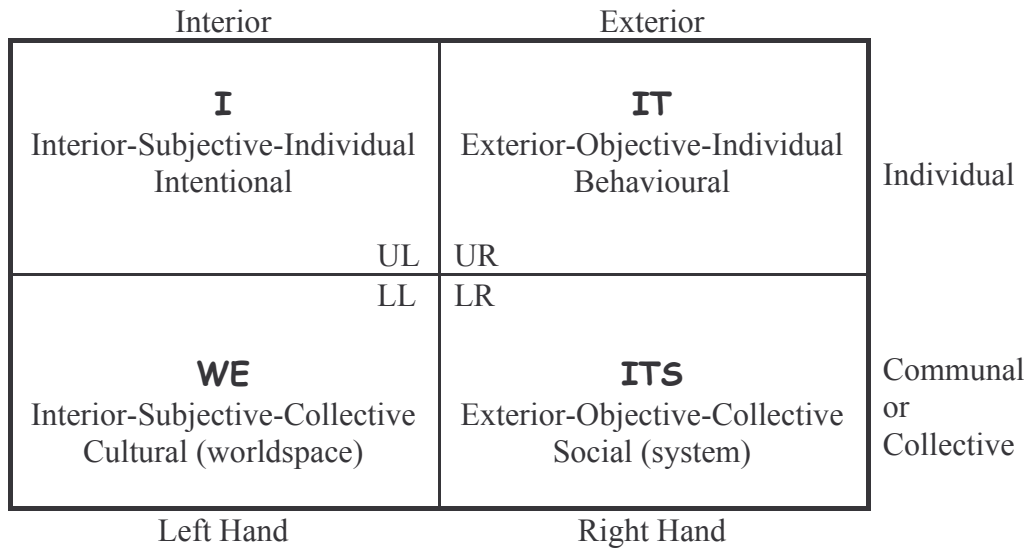 Interior
Exterior
I
Interior-Subjective-Individual
Intentional
UL
IT
Exterior-Objective-Individual
Behavioural
UR
Individual
LL
WE
Interior-Subjective-Collective
Cultural (worldspace)
LR
ITS
Exterior-Objective-Collective
Social (system)
Communal
or
Collective
Left Hand
Right Hand